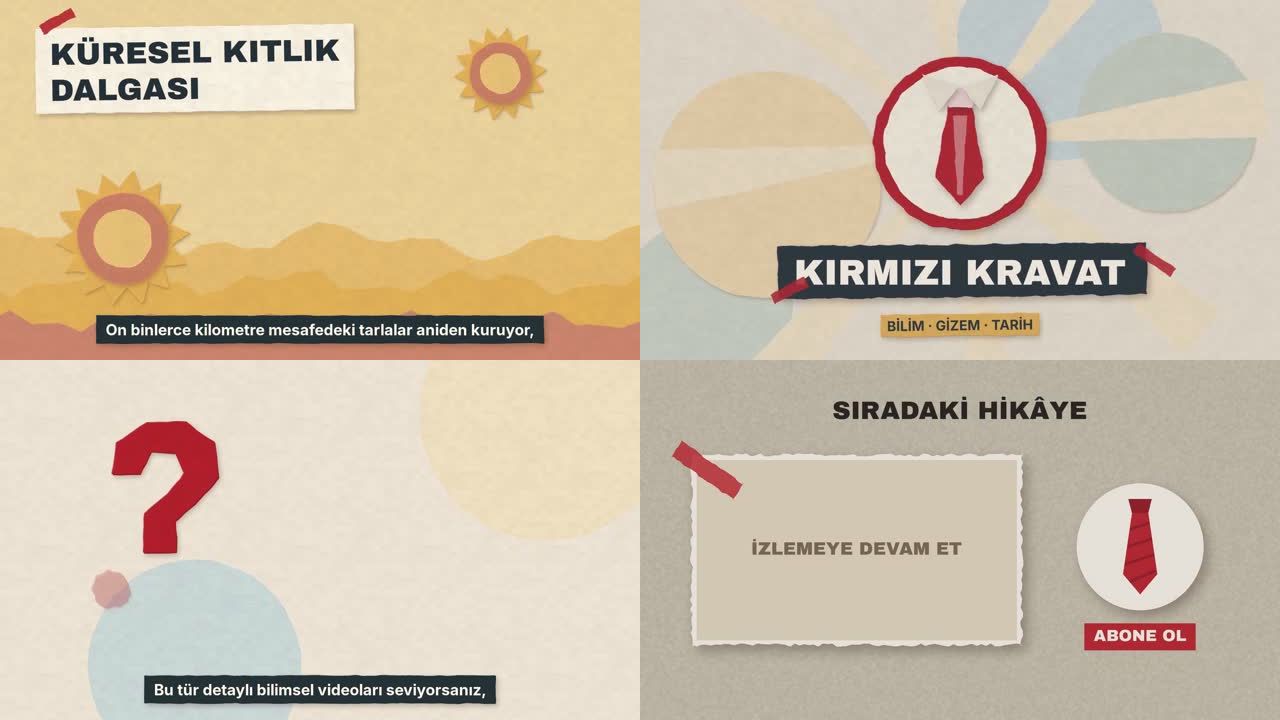 KÜRESEL KITLIK
DALGASI
On binlerce kilometre mesafedeki tarlalar aniden kuruyor,
KIRMIZI KRAVAT
BİLİM · GİZEM · TARİH
?
Bu tür detaylı bilimsel videoları seviyorsanız,
SIRADAKİ HİKÂYE
İZLEMEYE DEVAM ET
ABONE OL